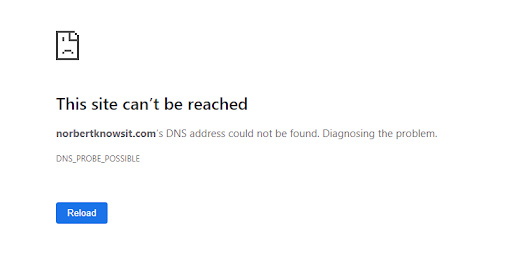 This site can’t be reached
norbertknowsit.com's DNS address could not be found. Diagnosing the problem.
DNS_PROBE_POSSIBLE
Reload